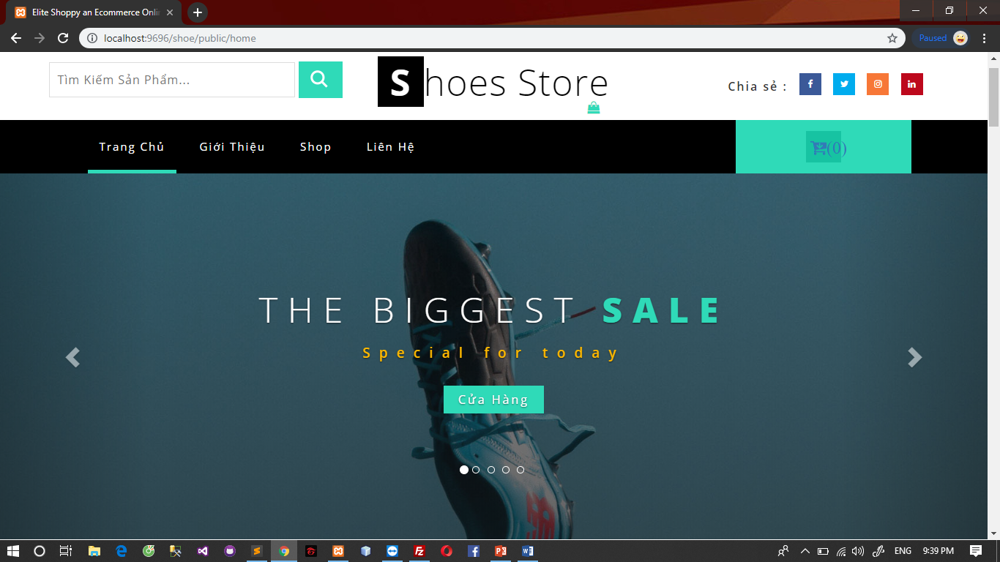 Elite Shoppy an Ecommerce Onlin
localhost:9696/shoe/public/home
Paused
Tìm Kiếm Sản Phẩm...
Shoes Store
Chia sẻ :
Trang Chủ
Giới Thiệu
Shop
Liên Hệ
(0)
THE BIGGEST SALE
Special for today
Cửa Hàng
ENG
9:39 PM